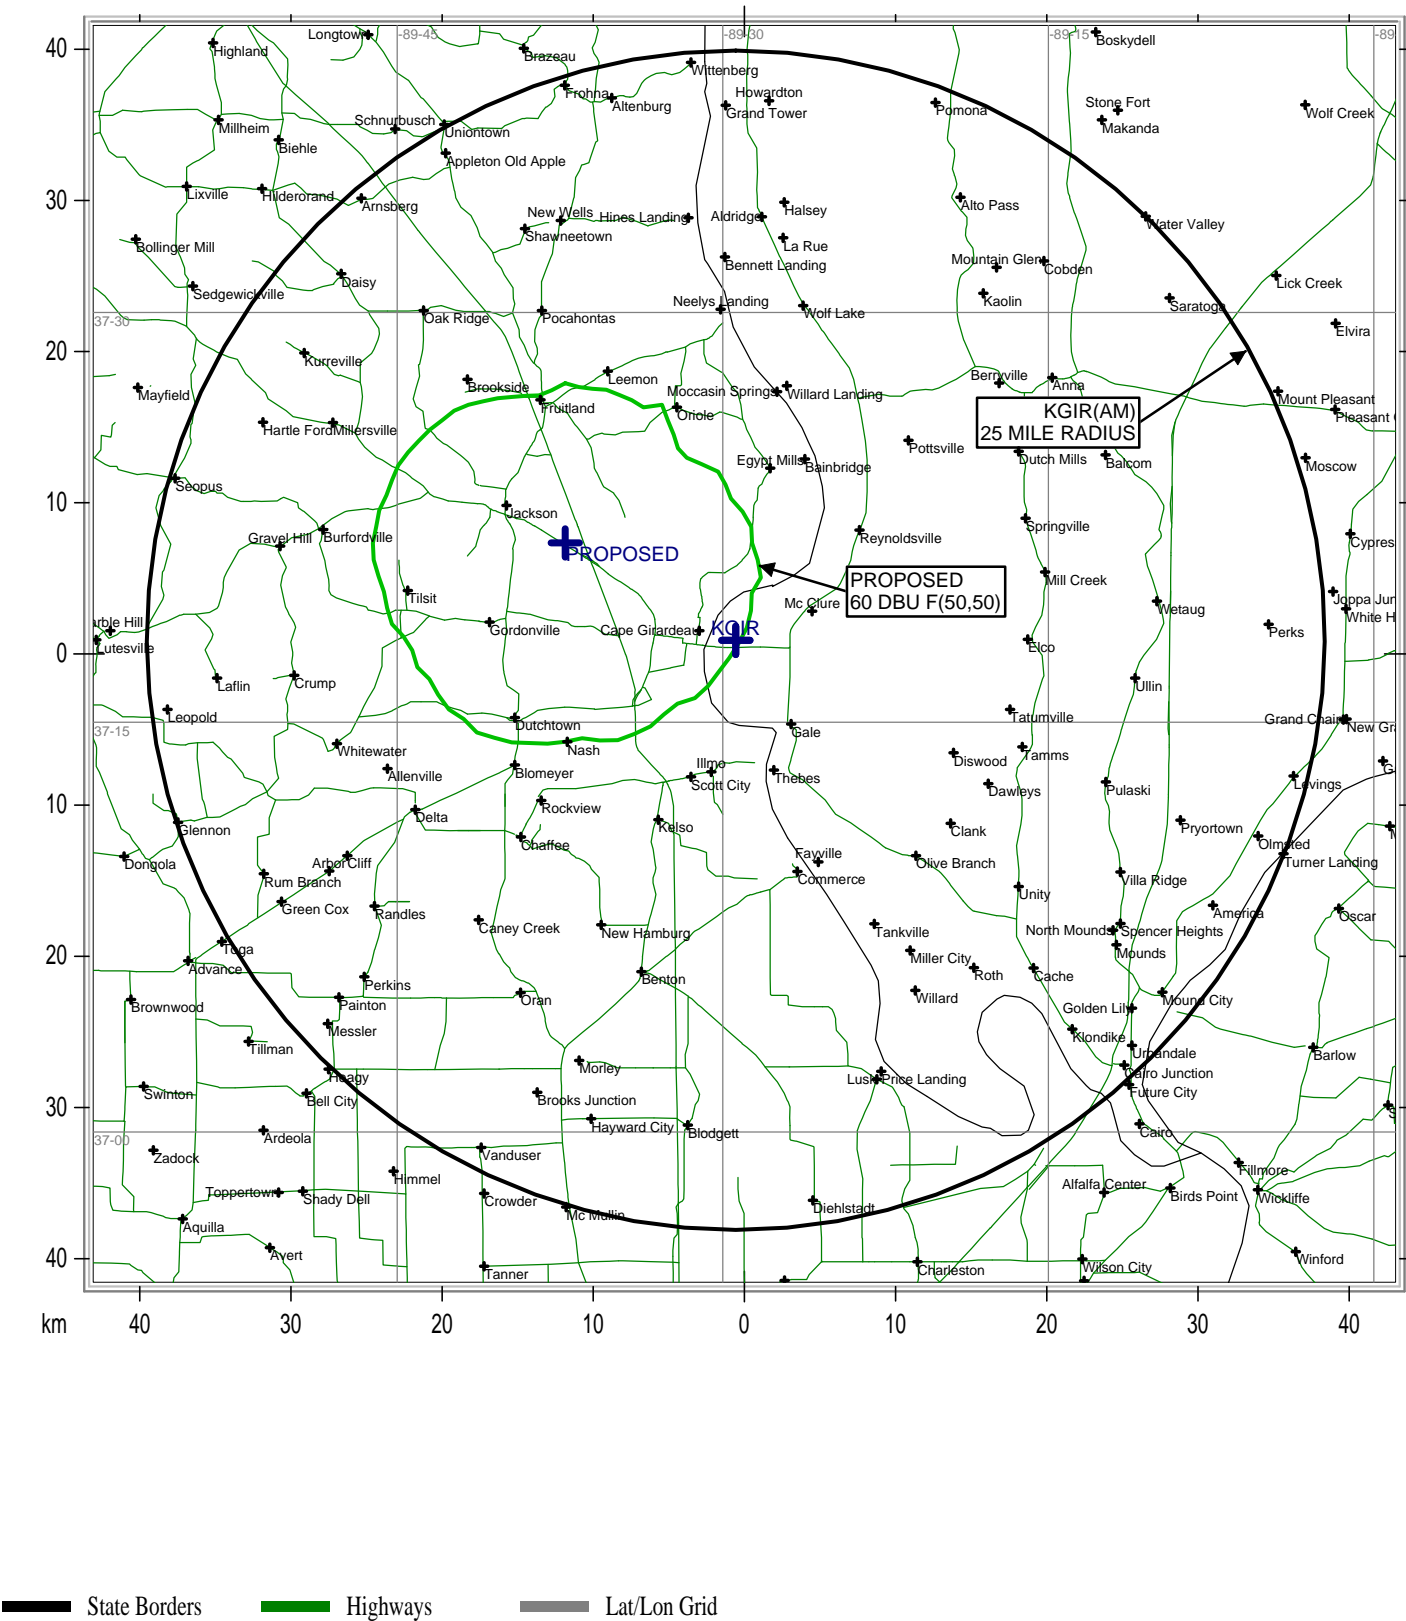 40
Longtown
-89-45
-89-30
-89-15
-89
Boskydell
Highland
Brazeau
Wittenberg
Frohna
Altenburg
Howardton
Grand Tower
Pomona
Stone Fort
Makanda
Wolf Creek
Millheim
Schnurbusch
Uniontown
Biehle
Appleton Old Apple
30
Lixville
Hilderorand
Arnsberg
New Wells
Hines Landing
Shawneetown
Aldridge
Halsey
Alto Pass
Water Valley
Bollinger Mill
La Rue
Bennett Landing
Mountain Glen
Cobden
Sedgewickville
Daisy
Kaolin
Lick Creek
Neelys Landing
Wolf Lake
Saratoga
37-30
Oak Ridge
Pocahontas
Elvira
20
Kurreville
Mayfield
Brookside
Leemon
Moccasin Springs
Willard Landing
Berryville
Anna
Mount Pleasant
Fruitland
Oriole
KGIR(AM)
25 MILE RADIUS
Pleasant
Hartle Ford
Millersville
Pottsville
Dutch Mills
Balcom
Moscow
Egypt Mills
Bainbridge
Seopus
10
Jackson
Springville
Gravel Hill
Burfordville
Reynoldsville
Cypres
PROPOSED
PROPOSED
60 DBU F(50,50)
Mill Creek
Tilsit
Mc Clure
Wetaug
Joppa Jun
White H
arble Hill
Lutesville
Gordonville
Cape Girardeau
KGIR
Elco
Perks
0
Laflin
Crump
Ullin
Leopold
Dutchtown
Tatumville
Grand Chain
New Gr
37-15
Gale
Whitewater
Nash
Diswood
Tamms
Allenville
Blomeyer
Illmo
Scott City
Thebes
Dawleys
Pulaski
Levings
G
10
Delta
Rockview
Glennon
Kelso
Clank
Pryortown
Chaffee
Olmsted
Dongola
Arbor
Cliff
Fayville
Commerce
Olive Branch
Turner Landing
Rum Branch
Villa Ridge
Green Cox
Randles
Unity
America
Oscar
Caney Creek
New Hamburg
Tankville
North Mounds
Spencer Heights
Toga
Mounds
20
Advance
Miller City
Benton
Roth
Cache
Perkins
Brownwood
Painton
Oran
Willard
Golden Lily
Mound City
Messler
Klondike
Tillman
Urbandale
Barlow
Hoagy
Morley
Lusk
Price Landing
Cairo Junction
Swinton
Bell City
Brooks Junction
Future City
30
Hayward City
Blodgett
Cairo
37-00
Ardeola
Zadock
Vanduser
Fillmore
Himmel
Toppertown
Shady Dell
Crowder
Alfalfa Center
Birds Point
Wickliffe
Aquilla
Mc Mullin
Diehlstadt
Avert
40
Tanner
Charleston
Wilson City
Winford
km 40 30 20 10 0 10 20 30 40
State Borders Highways Lat/Lon Grid